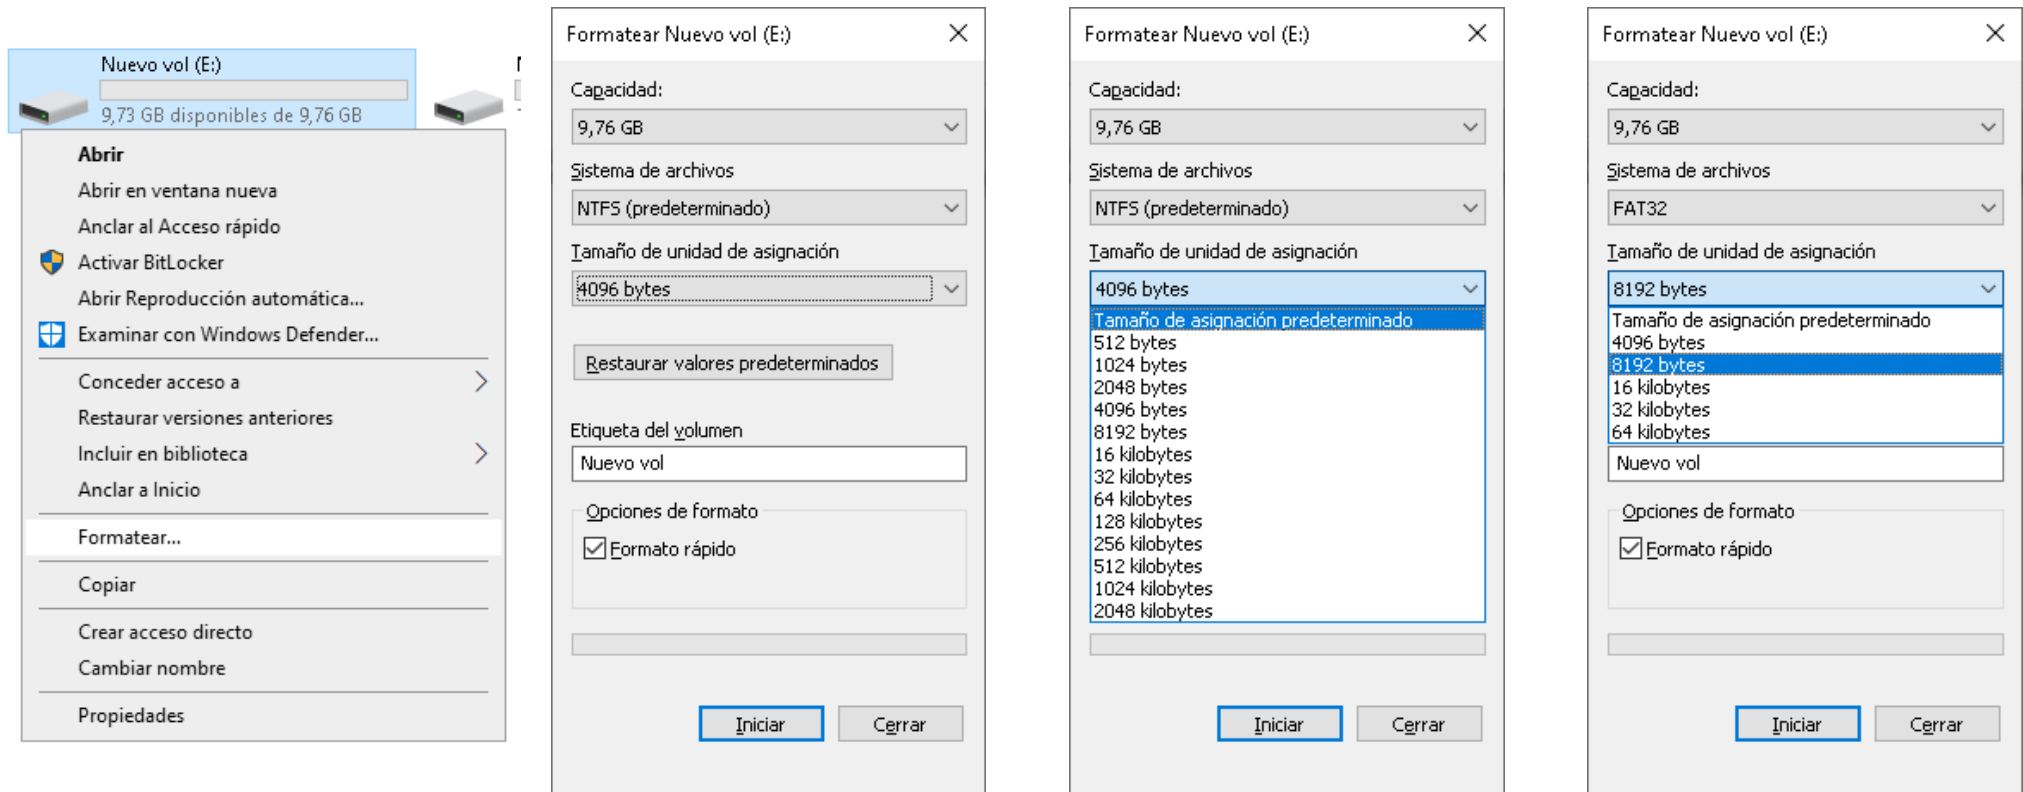 Nuevo vol (E:)
9,73 GB disponibles de 9,76 GB
Abrir
Abrir en ventana nueva
Anclar al Acceso rápido
Activar BitLocker
Abrir Reproducción automática...
Examinar con Windows Defender...
Conceder acceso a
Restaurar versiones anteriores
Incluir en biblioteca
Anclar a Inicio
Formatear...
Copiar
Crear acceso directo
Cambiar nombre
Propiedades
Formatear Nuevo vol (E:)
Capacidad:
9,76 GB
Sistema de archivos
NTFS (predeterminado)
Tamaño de unidad de asignación
4096 bytes
Restaurar valores predeterminados
Etiqueta del volumen
Nuevo vol
Opciones de formato
Formato rápido
Iniciar
Cerrar
Formatear Nuevo vol (E:)
Capacidad:
9,76 GB
Sistema de archivos
NTFS (predeterminado)
Tamaño de unidad de asignación
4096 bytes
Tamaño de asignación predeterminado
512 bytes
1024 bytes
2048 bytes
4096 bytes
8192 bytes
16 kilobytes
32 kilobytes
64 kilobytes
128 kilobytes
256 kilobytes
512 kilobytes
1024 kilobytes
2048 kilobytes
Iniciar
Cerrar
Formatear Nuevo vol (E:)
Capacidad:
9,76 GB
Sistema de archivos
FAT32
Tamaño de unidad de asignación
8192 bytes
Tamaño de asignación predeterminado
4096 bytes
8192 bytes
16 kilobytes
32 kilobytes
64 kilobytes
Nuevo vol
Opciones de formato
Formato rápido
Iniciar
Cerrar